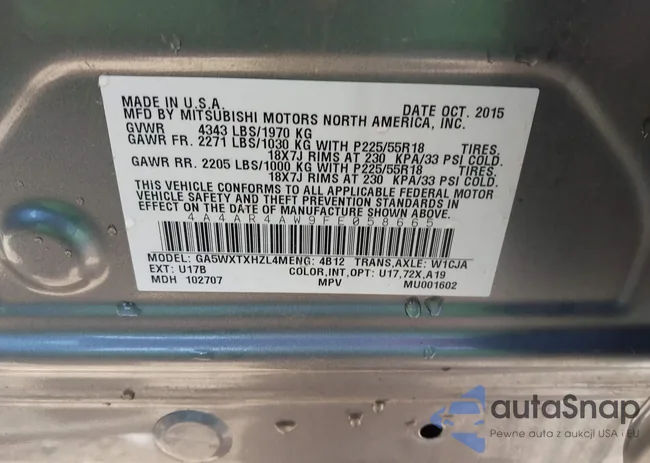 MADE IN U.S.A. DATE OCT. 2015
MFD BY MITSUBISHI MOTORS NORTH AMERICA, INC.
GVWR 4343 LBS/1970 KG
GAWR FR. 2271 LBS/1030 KG WITH P225/55R18 TIRES.
18X7J RIMS AT 230 KPA/33 PSI COLD.
GAWR RR. 2205 LBS/1000 KG WITH P225/55R18 TIRES.
18X7J RIMS AT 230 KPA/33 PSI COLD.
THIS VEHICLE CONFORMS TO ALL APPLICABLE FEDERAL MOTOR
VEHICLE SAFETY AND THEFT PREVENTION STANDARDS IN
EFFECT ON THE DATE OF MANUFACTURE SHOWN ABOVE.
4A4AR4AW9FE058665
MODEL: GA5WXTXHZL4MENG: 4B12 TRANS,AXLE: W1CJA
EXT: U17B COLOR,INT,OPT: U17,72X,A19
MDH 102707 MPV MU001602
autaSnap
Pewne auta z aukcji USA i EU